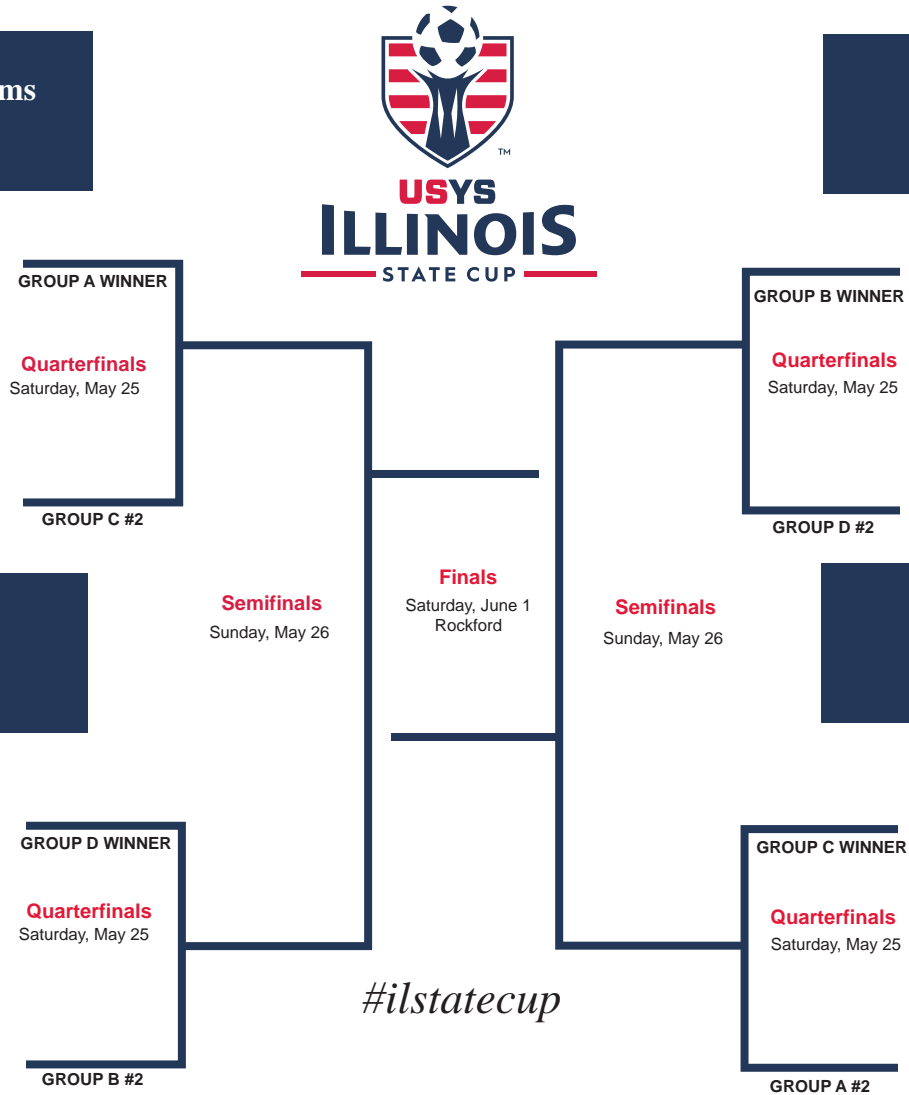 ms
TM
USYS
ILLINOIS
STATE CUP
GROUP A WINNER
Quarterfinals
Saturday, May 25
GROUP C #2
GROUP B WINNER
Quarterfinals
Saturday, May 25
GROUP D #2
Semifinals
Sunday, May 26
Finals
Saturday, June 1
Rockford
Semifinals
Sunday, May 26
GROUP D WINNER
Quarterfinals
Saturday, May 25
GROUP B #2
GROUP C WINNER
Quarterfinals
Saturday, May 25
GROUP A #2
#ilstatecup